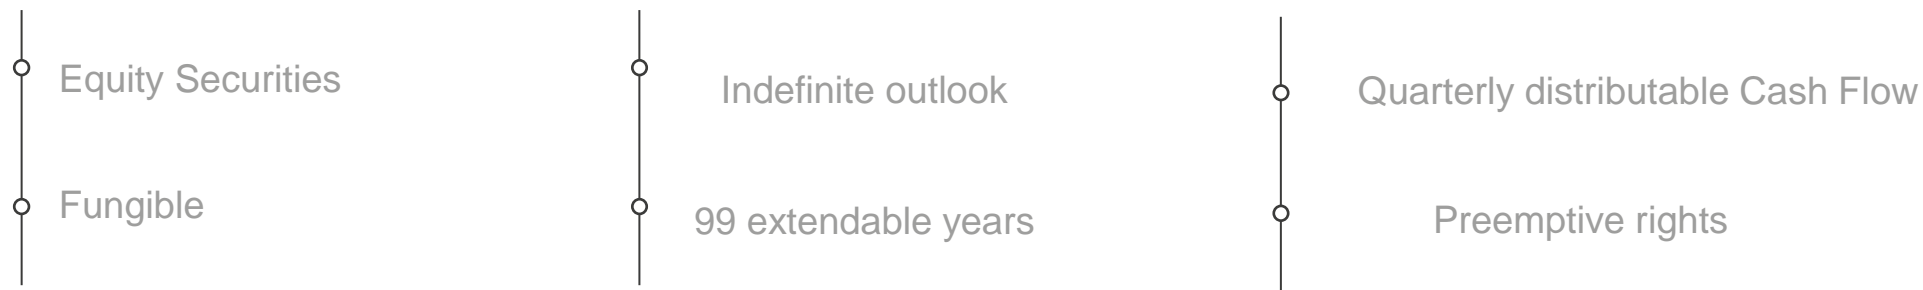 Equity Securities
Fungible
Indefinite outlook
99 extendable years
Quarterly distributable Cash Flow
Preemptive rights